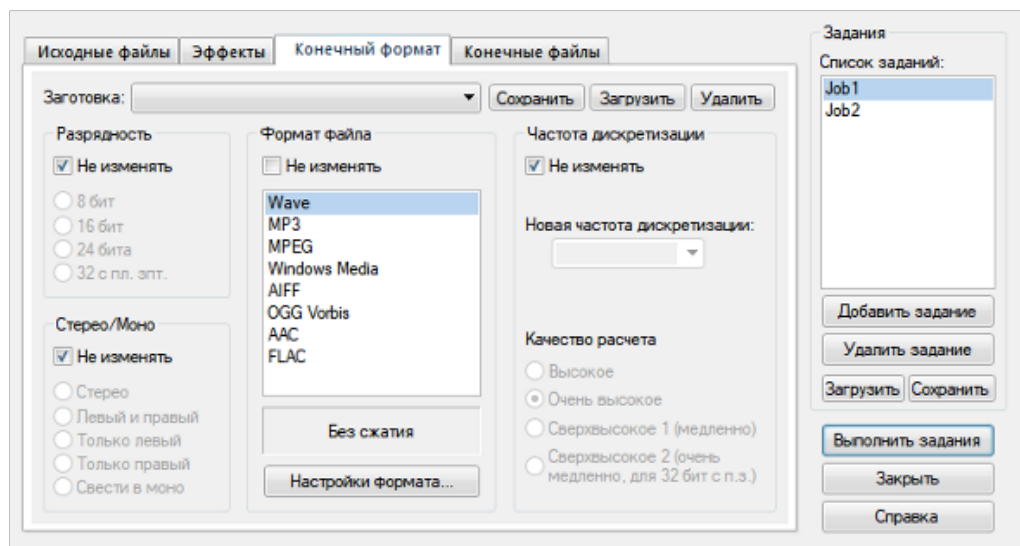 Исходные файлы
Эффекты
Конечный формат
Конечные файлы
Заготовка:
Сохранить
Загрузить
Удалить
Разрядность
Не изменять
8 бит
16 бит
24 бита
32 с пл. зпт.
Стерео/Моно
Не изменять
Стерео
Левый и правый
Только левый
Только правый
Свести в моно
Формат файла
Не изменять
Wave
MP3
MPEG
Windows Media
AIFF
OGG Vorbis
AAC
FLAC
Без сжатия
Настройки формата...
Частота дискретизации
Не изменять
Новая частота дискретизации:
Качество расчета
Высокое
Очень высокое
Сверхвысокое 1 (медленно)
Сверхвысокое 2 (очень
медленно, для 32 бит с п.з.)
Задания
Список заданий:
Job1
Job2
Добавить задание
Удалить задание
Загрузить
Сохранить
Выполнить задания
Закрыть
Справка